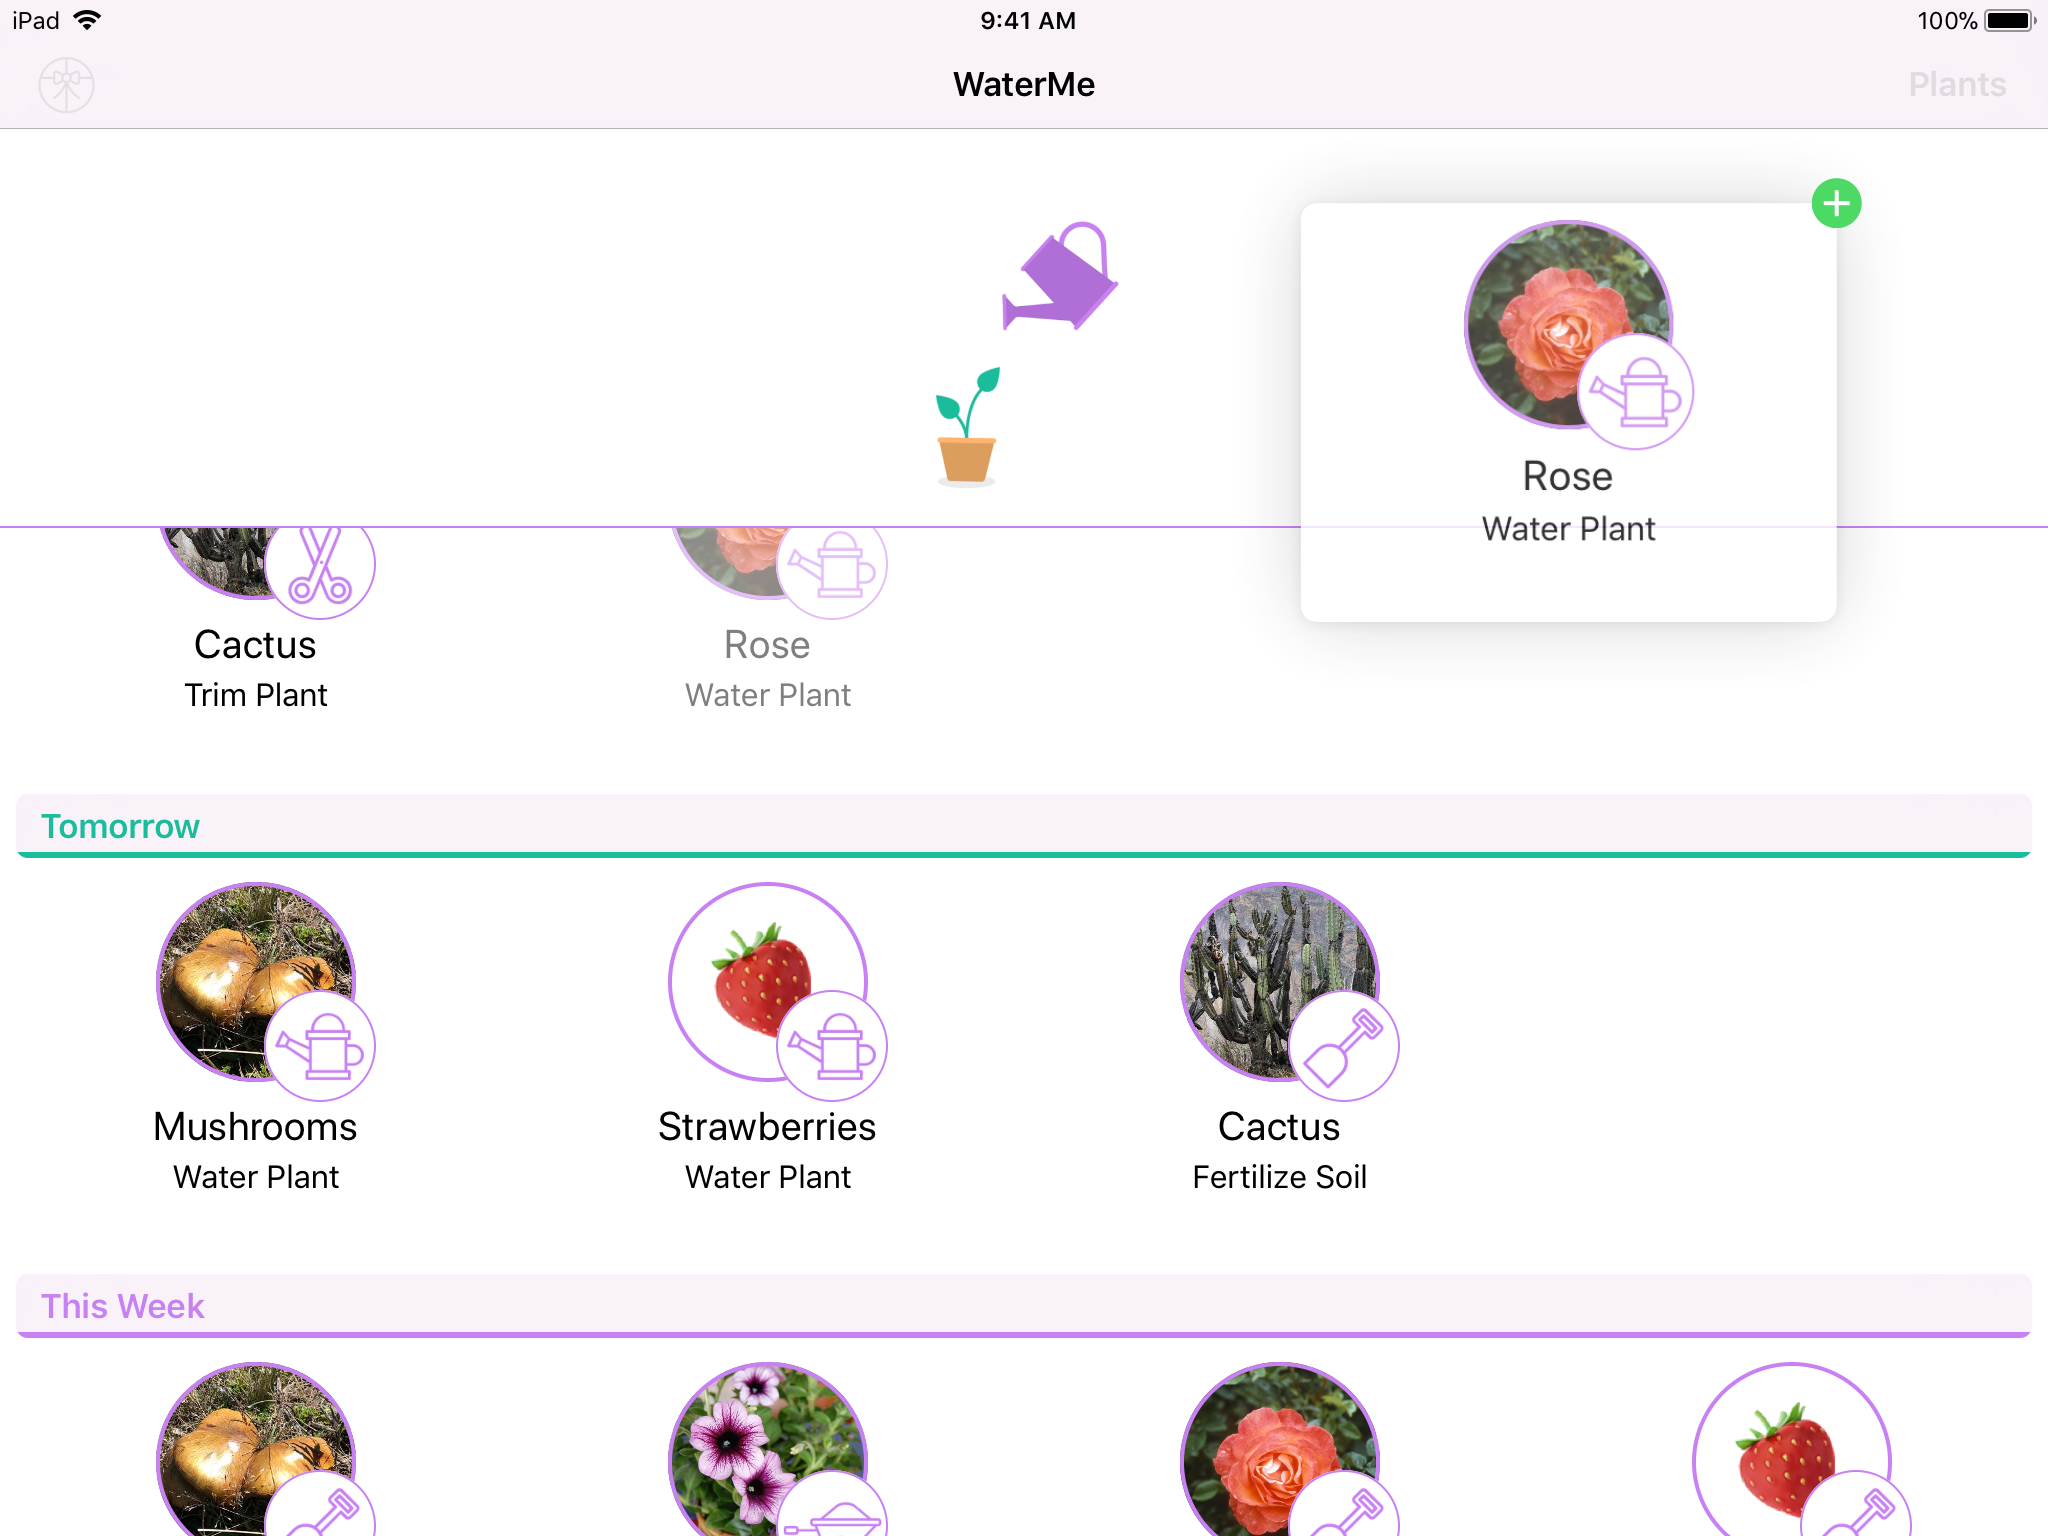 iPad 9:41 AM 100%
WaterMe Plants
Rose
Water Plant
Cactus Rose
Trim Plant Water Plant
Tomorrow
Mushrooms Strawberries Cactus
Water Plant Water Plant Fertilize Soil
This Week